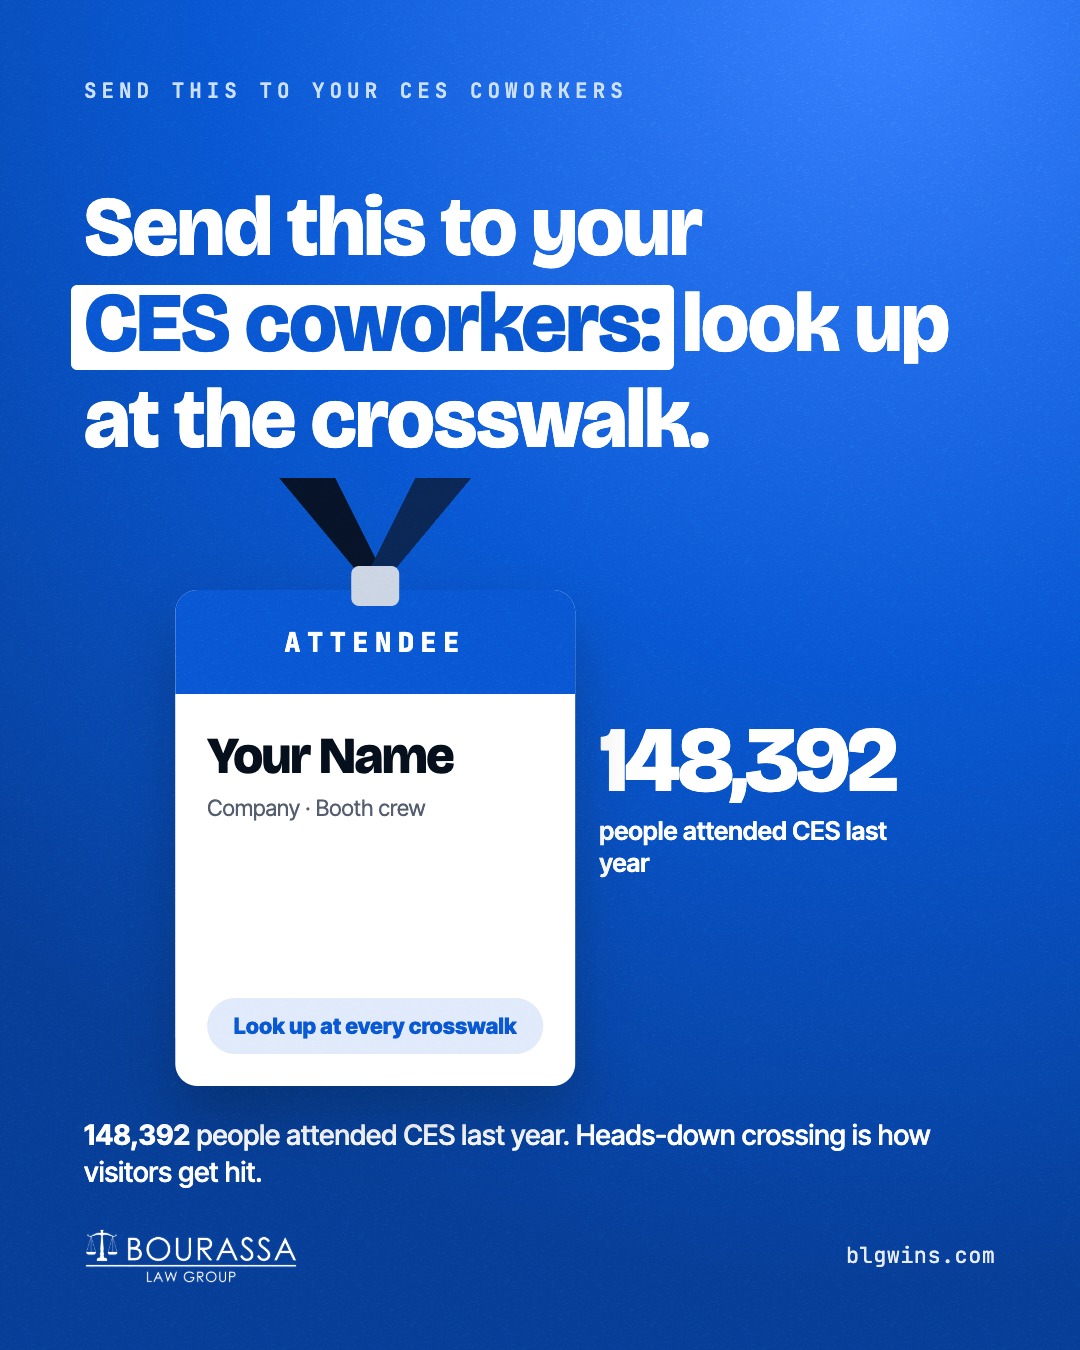 SEND THIS TO YOUR CES COWORKERS
Send this to your
CES coworkers: look up
at the crosswalk.
ATTENDEE
Your Name
Company · Booth crew
Look up at every crosswalk
148,392
people attended CES last
year
148,392 people attended CES last year. Heads-down crossing is how
visitors get hit.
BOURASSA
LAW GROUP
blgwins.com